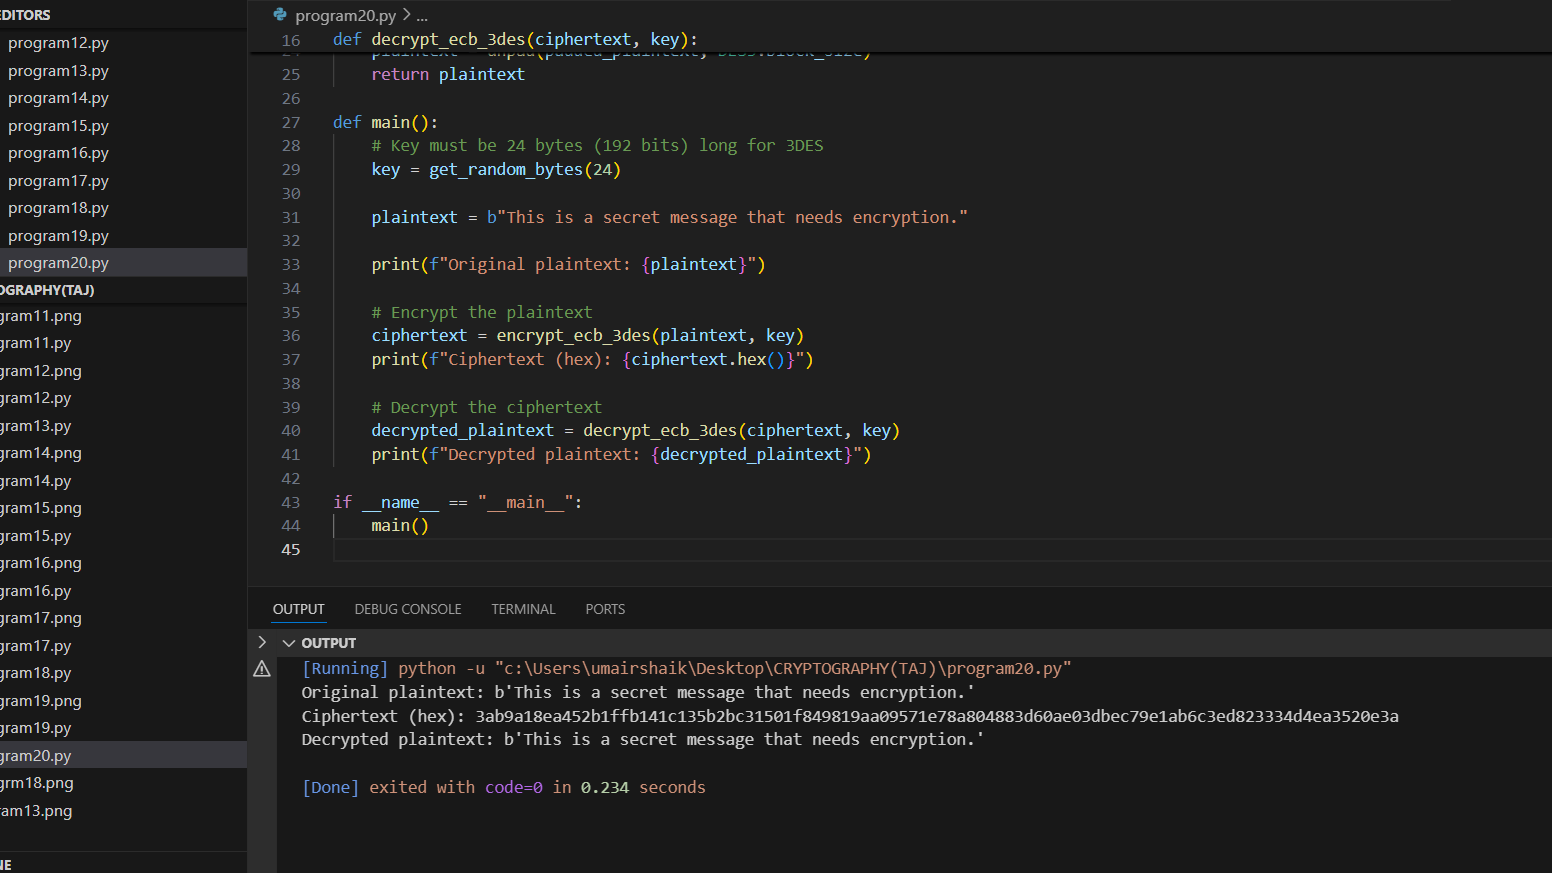 EDITORS
program12.py
program13.py
program14.py
program15.py
program16.py
program17.py
program18.py
program19.py
program20.py
OGRAPHY(TAJ)
gram11.png
gram11.py
gram12.png
gram12.py
gram13.py
gram14.png
gram14.py
gram15.png
gram15.py
gram16.png
gram16.py
gram17.png
gram17.py
gram18.py
gram19.png
gram19.py
gram20.py
grm18.png
ram13.png
NE
program20.py > ...
16 def decrypt_ecb_3des(ciphertext, key):
24 plaintext = unpad(padded_plaintext, DES3.block_size)
25 return plaintext
26
27 def main():
28 # Key must be 24 bytes (192 bits) long for 3DES
29 key = get_random_bytes(24)
30
31 plaintext = b"This is a secret message that needs encryption."
32
33 print(f"Original plaintext: {plaintext}")
34
35 # Encrypt the plaintext
36 ciphertext = encrypt_ecb_3des(plaintext, key)
37 print(f"Ciphertext (hex): {ciphertext.hex()}")
38
39 # Decrypt the ciphertext
40 decrypted_plaintext = decrypt_ecb_3des(ciphertext, key)
41 print(f"Decrypted plaintext: {decrypted_plaintext}")
42
43 if __name__ == "__main__":
44 main()
45
OUTPUT DEBUG CONSOLE TERMINAL PORTS
OUTPUT
[Running] python -u "c:\Users\umairshaik\Desktop\CRYPTOGRAPHY(TAJ)\program20.py"
Original plaintext: b'This is a secret message that needs encryption.'
Ciphertext (hex): 3ab9a18ea452b1ffb141c135b2bc31501f849819aa09571e78a804883d60ae03dbec79e1ab6c3ed823334d4ea3520e3a
Decrypted plaintext: b'This is a secret message that needs encryption.'
[Done] exited with code=0 in 0.234 seconds